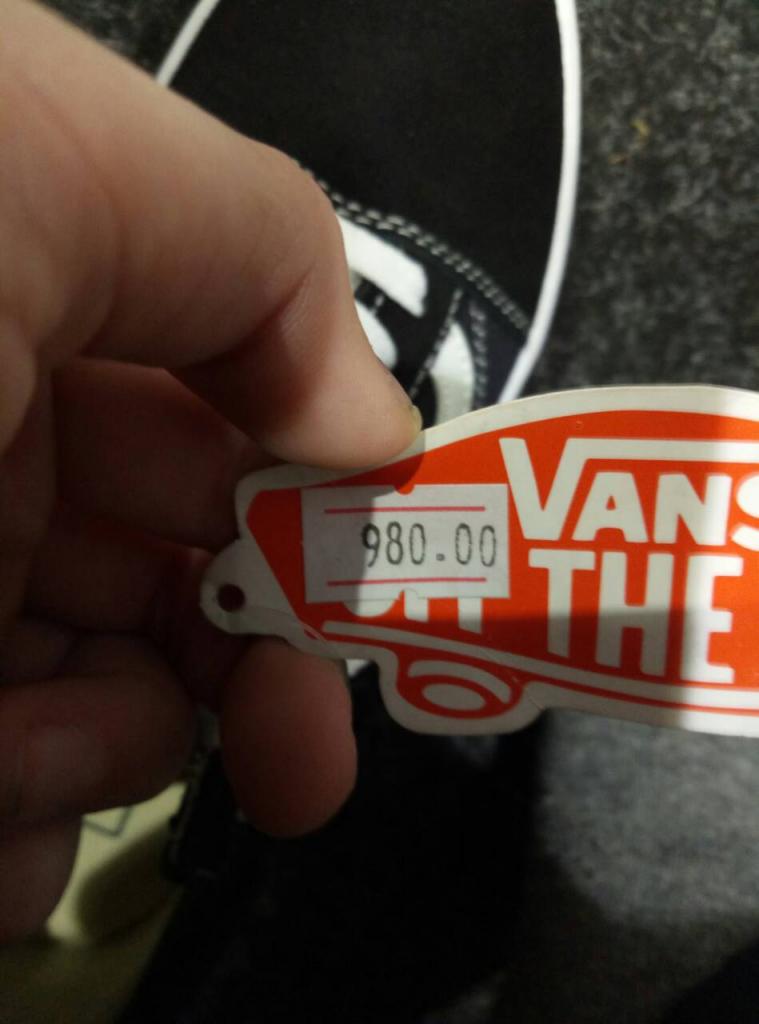 VANS
980.00
THE